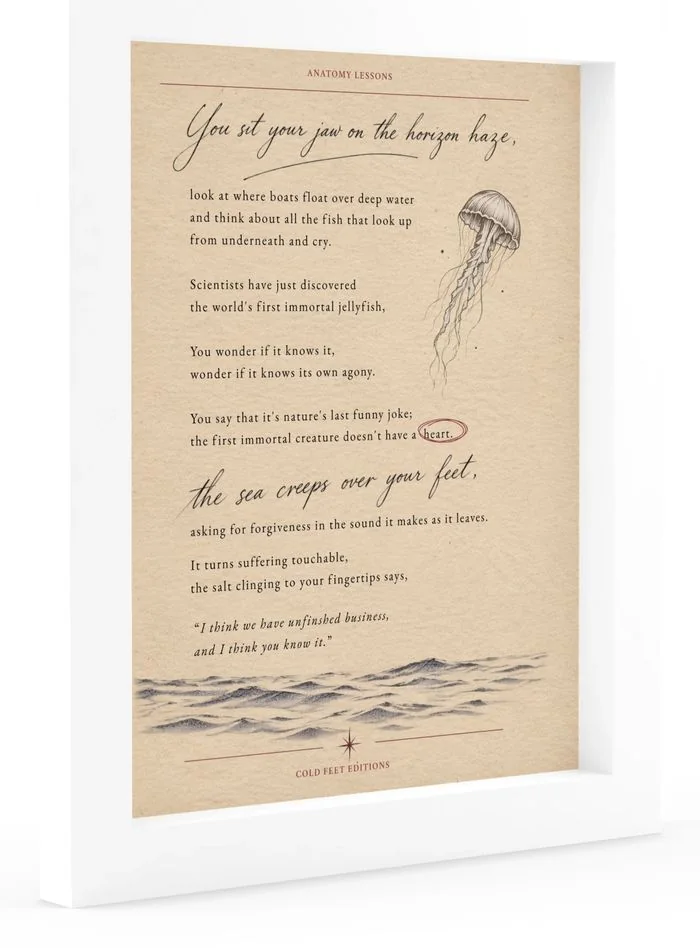 ANATOMY LESSONS
You sit your jaw on the horizon haze,
look at where boats float over deep water
and think about all the fish that look up
from underneath and cry.
Scientists have just discovered
the world's first immortal jellyfish,
You wonder if it knows it,
wonder if it knows its own agony.
You say that it's nature's last funny joke;
the first immortal creature doesn't have a heart.
the sea creeps over your feet,
asking for forgiveness in the sound it makes as it leaves.
It turns suffering touchable,
the salt clinging to your fingertips says,
“I think we have unfinshed business,
and I think you know it.”
COLD FEET EDITIONS